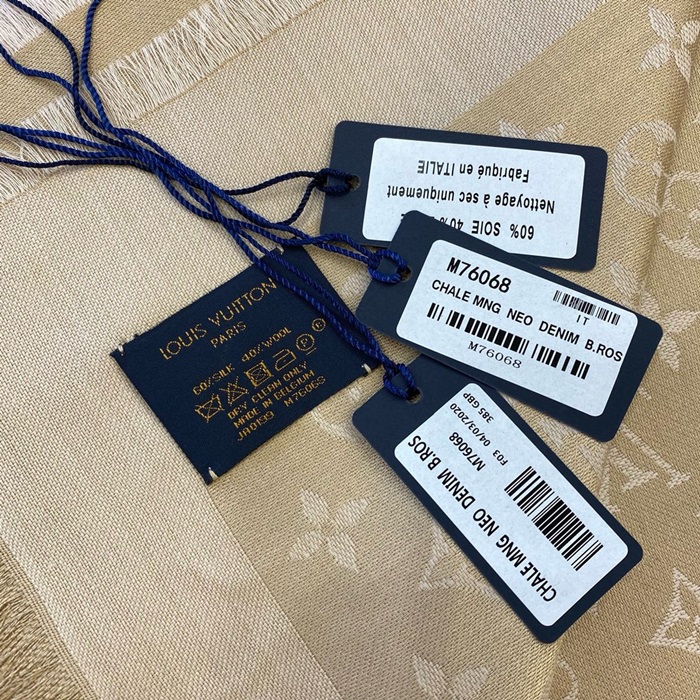 60% SOIE 40%
Nettoyage à sec uniquement
Fabriqué en ITALIE
M76068
IT
CHALE MNG NEO DENIM B.ROS
M76068
LOUIS VUITTON
PARIS
60%SILK 40%WOOL
DRY CLEAN ONLY
MADE IN BELGIUM
JA0199 M76068
CHALE MNG NEO DENIM B.ROS
M76068
F03 04/03/2020
385 GBP